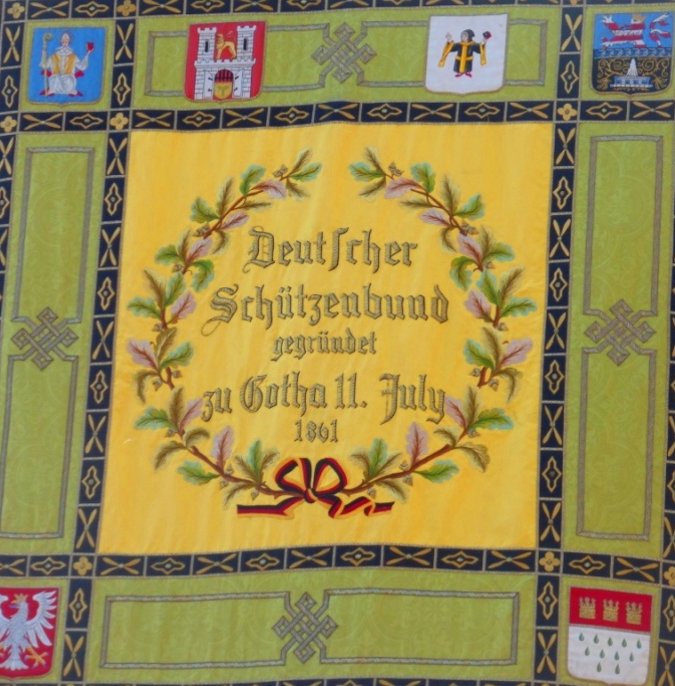 Deutſcher
Schützenbund
gegründet
zu Gotha 11. July
1861